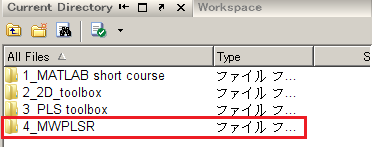 Current Directory Workspace
All Files Type S
1_MATLAB short course ファイル フ...
2_2D_toolbox ファイル フ...
3_PLS toolbox ファイル フ...
4_MWPLSR ファイル フ...